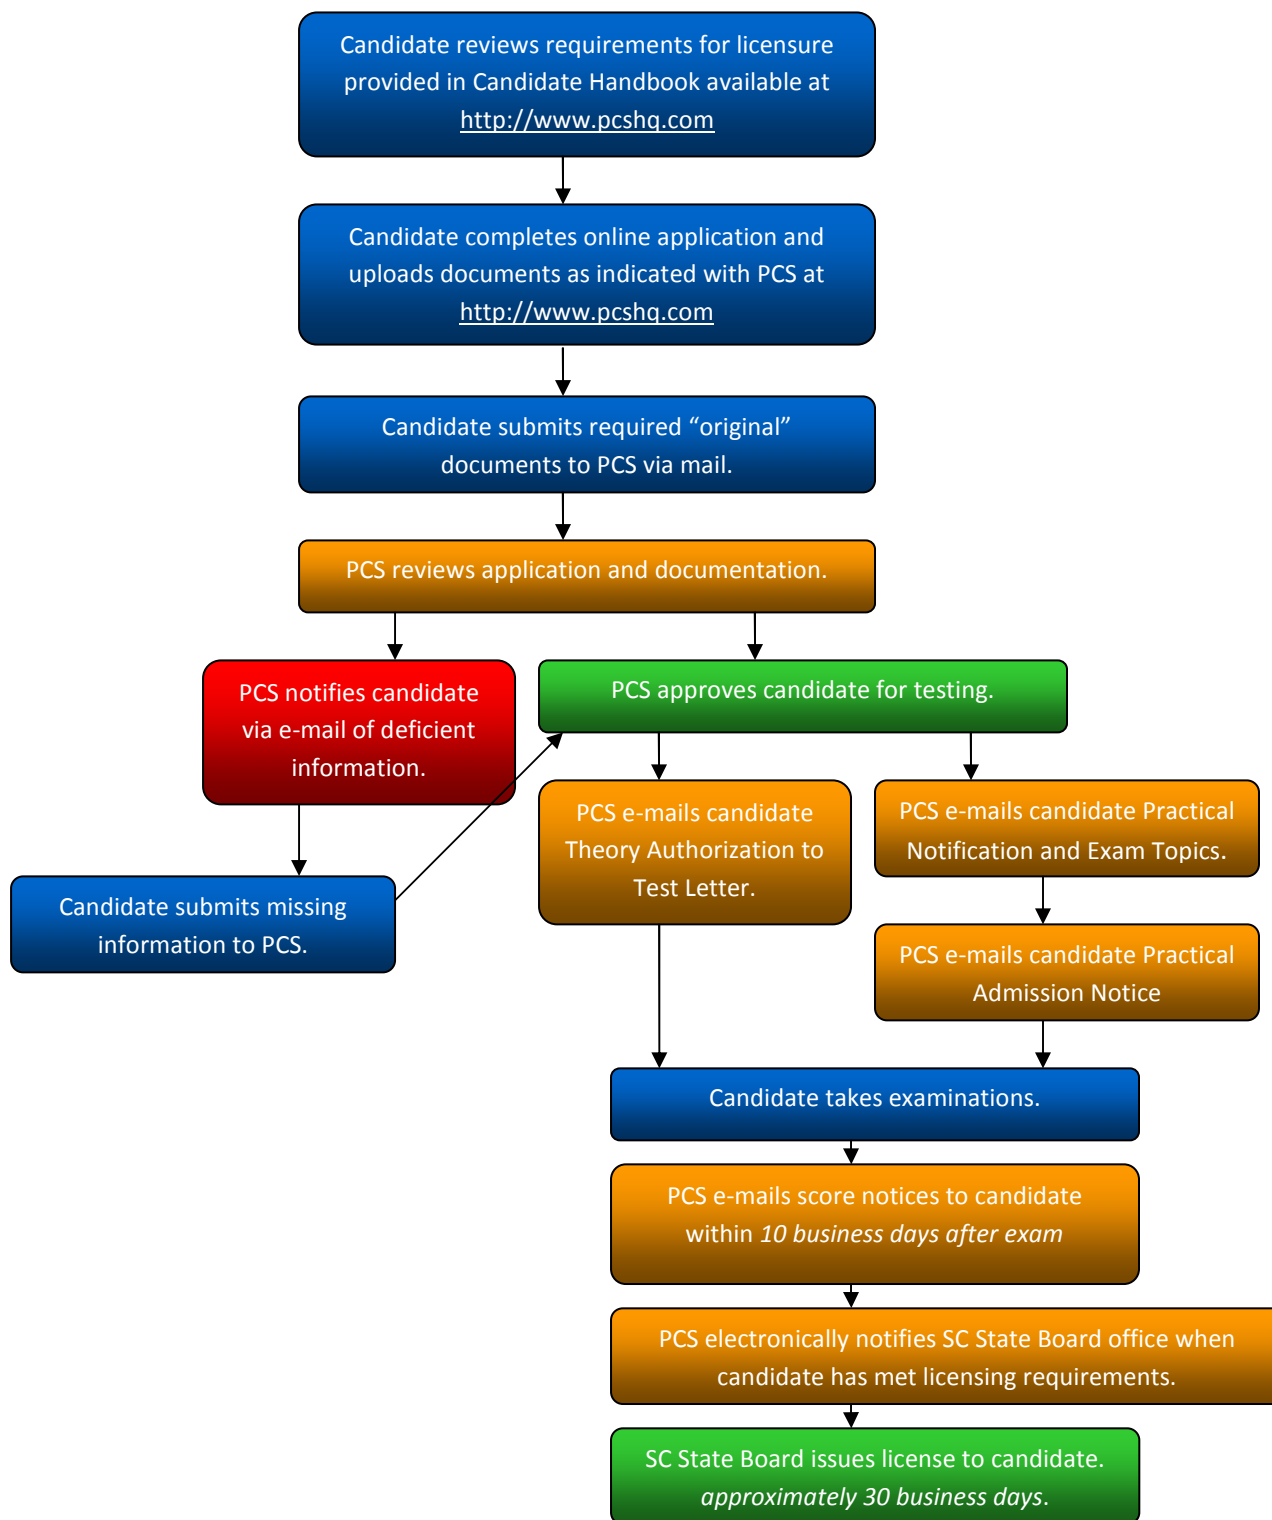 Candidate reviews requirements for licensure
provided in Candidate Handbook available at
http://www.pcshq.com
Candidate completes online application and
uploads documents as indicated with PCS at
http://www.pcshq.com
Candidate submits required “original”
documents to PCS via mail.
PCS reviews application and documentation.
PCS notifies candidate
via e-mail of deficient
information.
PCS approves candidate for testing.
Candidate submits missing
information to PCS.
PCS e-mails candidate
Theory Authorization to
Test Letter.
PCS e-mails candidate Practical
Notification and Exam Topics.
PCS e-mails candidate Practical
Admission Notice
Candidate takes examinations.
PCS e-mails score notices to candidate
within 10 business days after exam
PCS electronically notifies SC State Board office when
candidate has met licensing requirements.
SC State Board issues license to candidate.
approximately 30 business days.